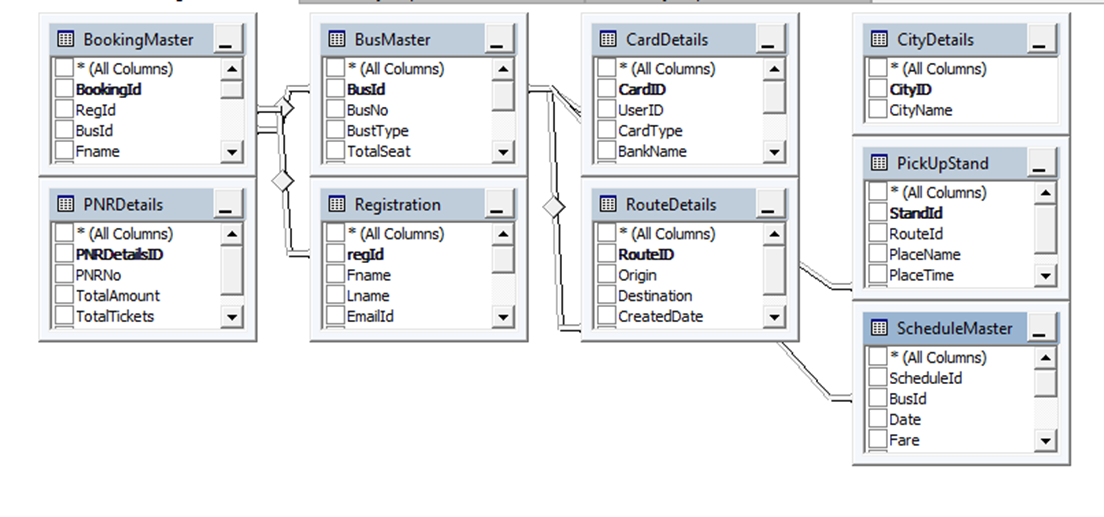 BookingMaster
* (All Columns)
BookingId
RegId
BusId
Fname
BusMaster
* (All Columns)
BusId
BusNo
BustType
TotalSeat
CardDetails
* (All Columns)
CardID
UserID
CardType
BankName
CityDetails
* (All Columns)
CityID
CityName
PNRDetails
* (All Columns)
PNRDetailsID
PNRNo
TotalAmount
TotalTickets
Registration
* (All Columns)
regId
Fname
Lname
EmailId
RouteDetails
* (All Columns)
RouteID
Origin
Destination
CreatedDate
PickUpStand
* (All Columns)
StandId
RouteId
PlaceName
PlaceTime
ScheduleMaster
* (All Columns)
ScheduleId
BusId
Date
Fare